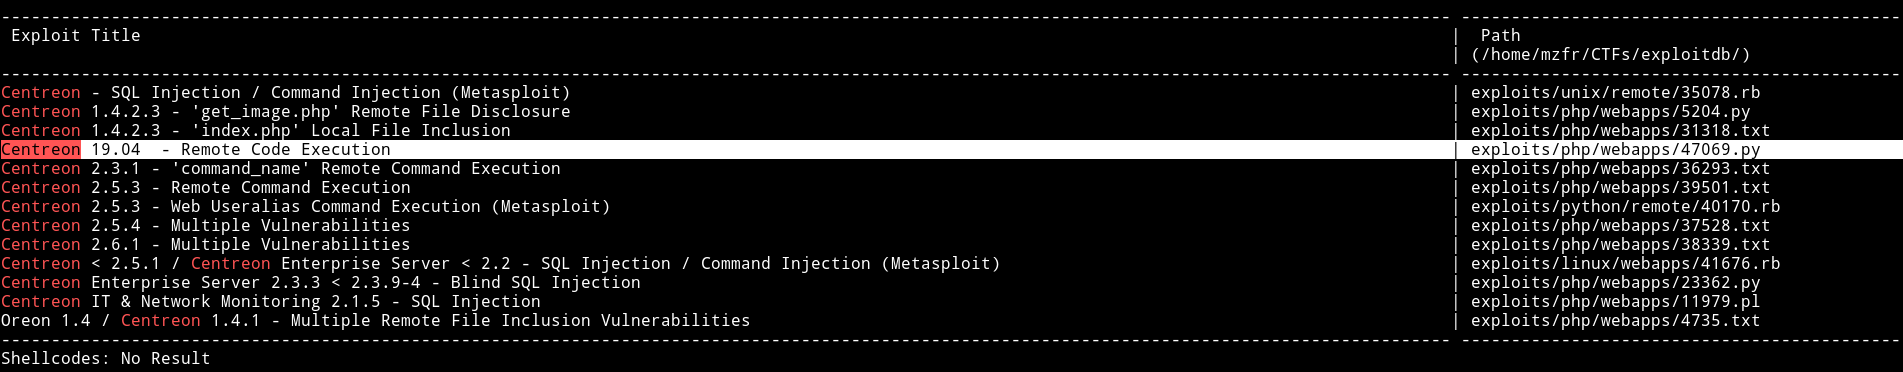 --------------------------------------------------------------------------------------------------------------------------------------------------- --------------------------------------------
 Exploit Title | Path
 | (/home/mzfr/CTFs/exploitdb/)
--------------------------------------------------------------------------------------------------------------------------------------------------- --------------------------------------------
Centreon - SQL Injection / Command Injection (Metasploit) | exploits/unix/remote/35078.rb
Centreon 1.4.2.3 - 'get_image.php' Remote File Disclosure | exploits/php/webapps/5204.py
Centreon 1.4.2.3 - 'index.php' Local File Inclusion | exploits/php/webapps/31318.txt
Centreon 19.04  - Remote Code Execution | exploits/php/webapps/47069.py
Centreon 2.3.1 - 'command_name' Remote Command Execution | exploits/php/webapps/36293.txt
Centreon 2.5.3 - Remote Command Execution | exploits/php/webapps/39501.txt
Centreon 2.5.3 - Web Useralias Command Execution (Metasploit) | exploits/python/remote/40170.rb
Centreon 2.5.4 - Multiple Vulnerabilities | exploits/php/webapps/37528.txt
Centreon 2.6.1 - Multiple Vulnerabilities | exploits/php/webapps/38339.txt
Centreon < 2.5.1 / Centreon Enterprise Server < 2.2 - SQL Injection / Command Injection (Metasploit) | exploits/linux/webapps/41676.rb
Centreon Enterprise Server 2.3.3 < 2.3.9-4 - Blind SQL Injection | exploits/php/webapps/23362.py
Centreon IT & Network Monitoring 2.1.5 - SQL Injection | exploits/php/webapps/11979.pl
Oreon 1.4 / Centreon 1.4.1 - Multiple Remote File Inclusion Vulnerabilities | exploits/php/webapps/4735.txt
--------------------------------------------------------------------------------------------------------------------------------------------------- --------------------------------------------
Shellcodes: No Result